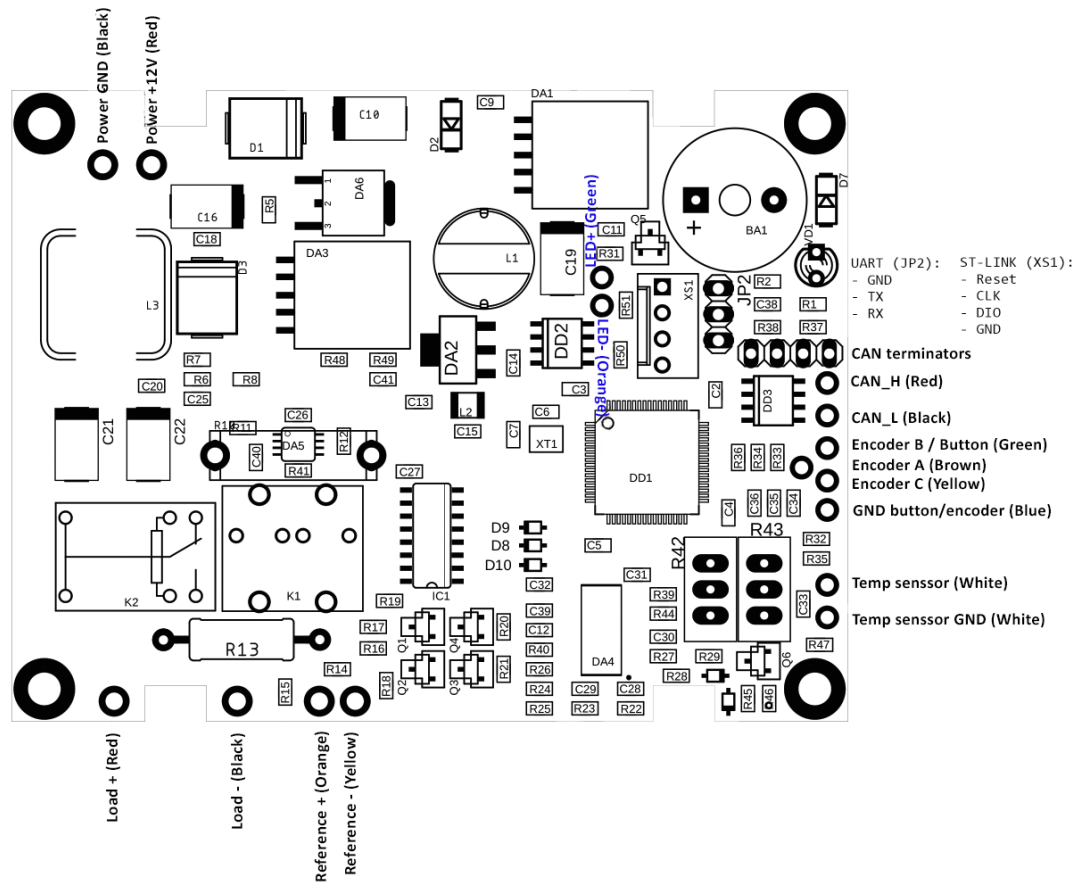 Power GND (Black)
Power +12V (Red)
DA1
C9
C10
D1
D2
DA6
1
2
3
C16
R5
C18
D3
L3
DA3
L1
C19
LED+ (Green)
C11
R31
Q5
BA1
+
D7
VD1
XS1
JP2
R2
C38
R38
R1
R37
UART (JP2):
- GND
- TX
- RX
ST-LINK (XS1):
- Reset
- CLK
- DIO
- GND
R51
R50
LED- (Orange)
DD2
DA2
C14
R48
R49
C41
R7
R6
R8
C20
C25
C13
L2
C15
C3
C6
C7
XT1
C2
DD3
CAN terminators
CAN_H (Red)
CAN_L (Black)
Encoder B / Button (Green)
Encoder A (Brown)
Encoder C (Yellow)
GND button/encoder (Blue)
C21
C22
R11
C26
DA5
R12
C40
R41
C27
DD1
R36
R34
R33
C4
C36
C35
C34
K2
K1
IC1
D9
D8
D10
C5
R42
R43
R32
R35
C32
C31
R39
R44
C30
R27
C33
Temp senssor (White)
Temp senssor GND (White)
R47
R13
R19
R17
R16
Q1
Q4
R20
C39
C12
R40
R26
R24
R25
DA4
R14
R15
R18
Q2
Q3
R21
C29
C28
R23
R22
R29
R28
Q6
R45
R46
Load + (Red)
Load - (Black)
Reference + (Orange)
Reference - (Yellow)